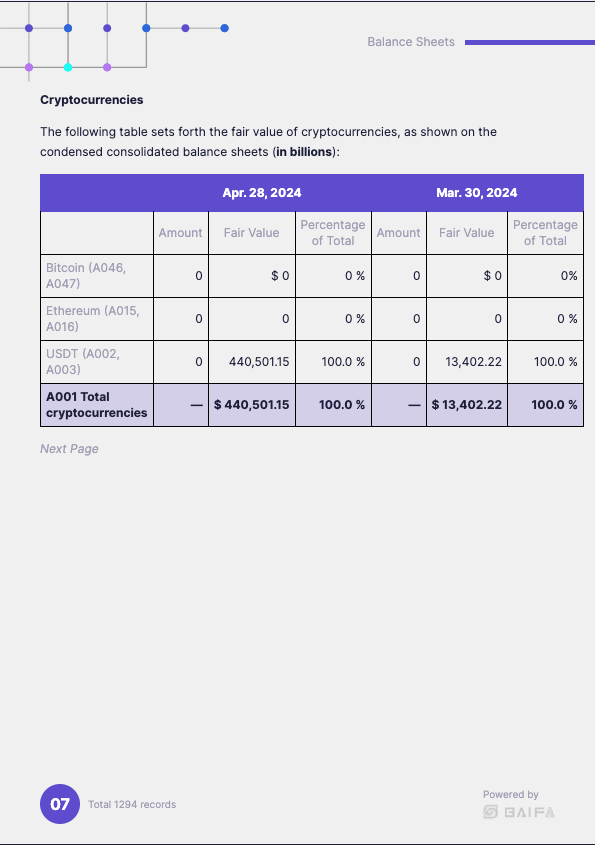 Balance Sheets
Cryptocurrencies
The following table sets forth the fair value of cryptocurrencies, as shown on the
condensed consolidated balance sheets (in billions):
Apr. 28, 2024 Mar. 30, 2024
Amount Fair Value Percentage of Total Amount Fair Value Percentage of Total
Bitcoin (A046, A047) 0 $ 0 0 % 0 $ 0 0%
Ethereum (A015, A016) 0 0 0 % 0 0 0 %
USDT (A002, A003) 0 440,501.15 100.0 % 0 13,402.22 100.0 %
A001 Total cryptocurrencies — $ 440,501.15 100.0 % — $ 13,402.22 100.0 %
Next Page
07 Total 1294 records
Powered by
BAIFA